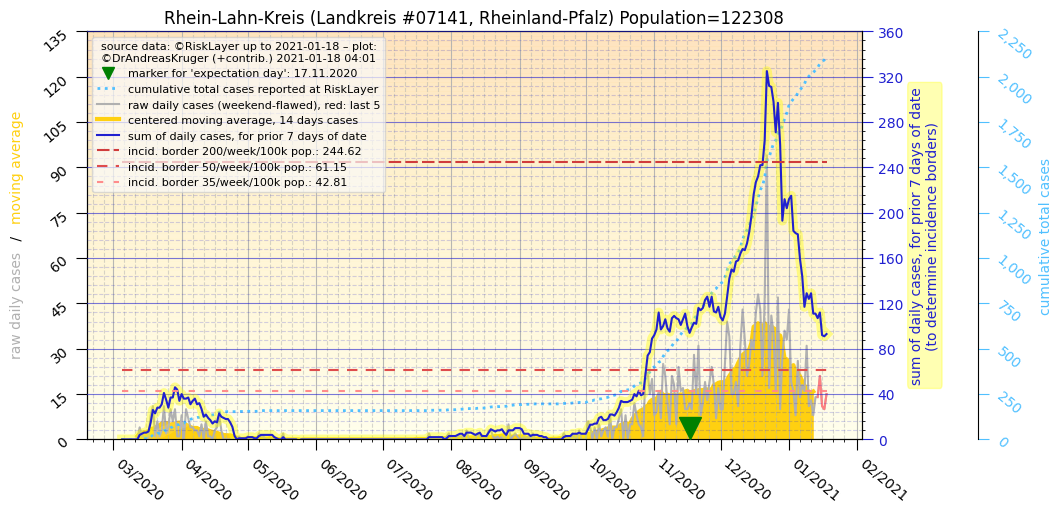 Rhein-Lahn-Kreis (Landkreis #07141, Rheinland-Pfalz) Population=122308
source data: ©RiskLayer up to 2021-01-18 – plot:
©DrAndreasKruger (+contrib.) 2021-01-18 04:01
marker for 'expectation day': 17.11.2020
cumulative total cases reported at RiskLayer
raw daily cases (weekend-flawed), red: last 5
centered moving average, 14 days cases
sum of daily cases, for prior 7 days of date
incid. border 200/week/100k pop.: 244.62
incid. border 50/week/100k pop.: 61.15
incid. border 35/week/100k pop.: 42.81
raw daily cases / moving average
135
120
105
90
75
60
45
30
15
0
03/2020
04/2020
05/2020
06/2020
07/2020
08/2020
09/2020
10/2020
11/2020
12/2020
01/2021
02/2021
360
320
280
240
200
160
120
80
40
0
sum of daily cases, for prior 7 days of date
(to determine incidence borders)
2,250
2,000
1,750
1,500
1,250
1,000
750
500
250
0
cumulative total cases